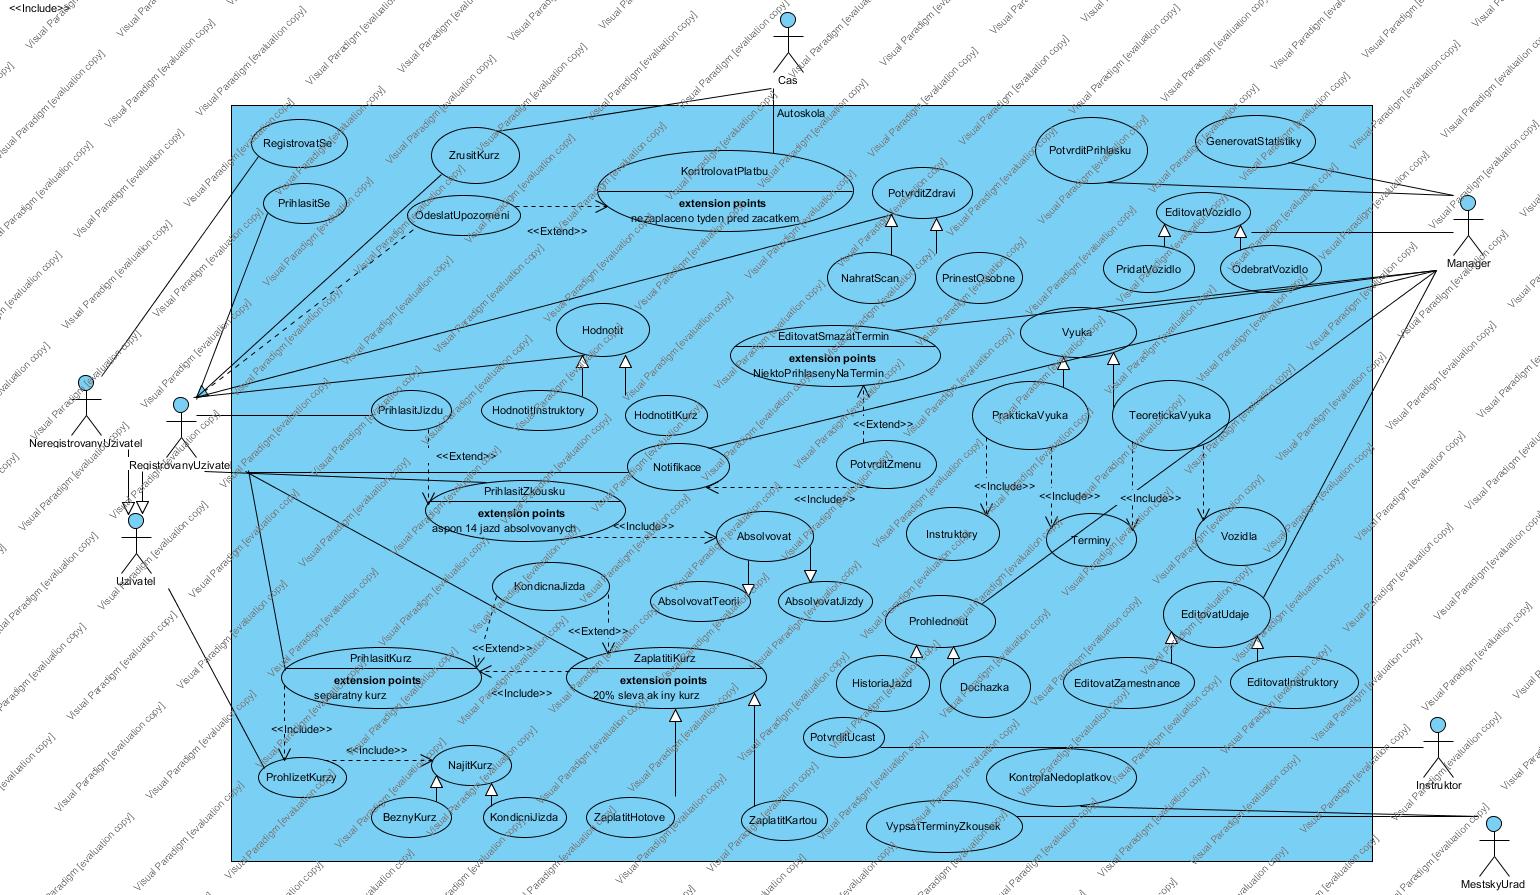 <<Include>>
Cas
Autoskola
RegistrovatSe
ZrusitKurz
PotvrditPrihlasku
GenerovatStatistiky
KontrolovatPlatbu
extension points
nezaplaceno tyden pred zacatkem
PotvrditZdravi
PrihlasitSe
OdeslatUpozorneni
<<Extend>>
EditovatVozidlo
Manager
NahratScan
PrinestOsobne
PridatVozidlo
OdebratVozidlo
Hodnotit
EditovatSmazatTermin
extension points
NjektoPrihlasenyNaTermin
Vyuka
PrihlasitJizdu
HodnotitInstruktory
HodnotitKurz
<<Extend>>
PraktickaVyuka
TeoretickaVyuka
NeregistrovanyUzivatel
RegistrovanyUzivatel
<<Extend>>
Notifikace
PotvrditZmenu
<<Include>>
<<Include>>
<<Include>>
<<Include>>
PrihlasitZkousku
extension points
aspon 14 jazd absolvovanych
<<Include>>
Absolvovat
Instruktory
Terminy
Vozidla
Uzivatel
KondicnaJizda
AbsolvovatTeorii
AbsolvovatJizdy
Prohlednout
EditovatUdaje
<<Extend>>
<<Extend>>
PrihlasitKurz
extension points
separatny kurz
<<Include>>
ZaplatitiKurz
extension points
20% sleva ak iny kurz
HistoriaJazd
Dochazka
EditovatZamestnance
EditovatInstruktory
<<Include>>
<<Include>>
PotvrditUcast
ProhlizetKurzy
NajitKurz
KontrolaNedoplatkov
Instruktor
BeznyKurz
KondicniJizda
ZaplatitHotove
ZaplatitKartou
VypsatTerminyZkousek
MestskyUrad
Visual Paradigm [evaluation copy]